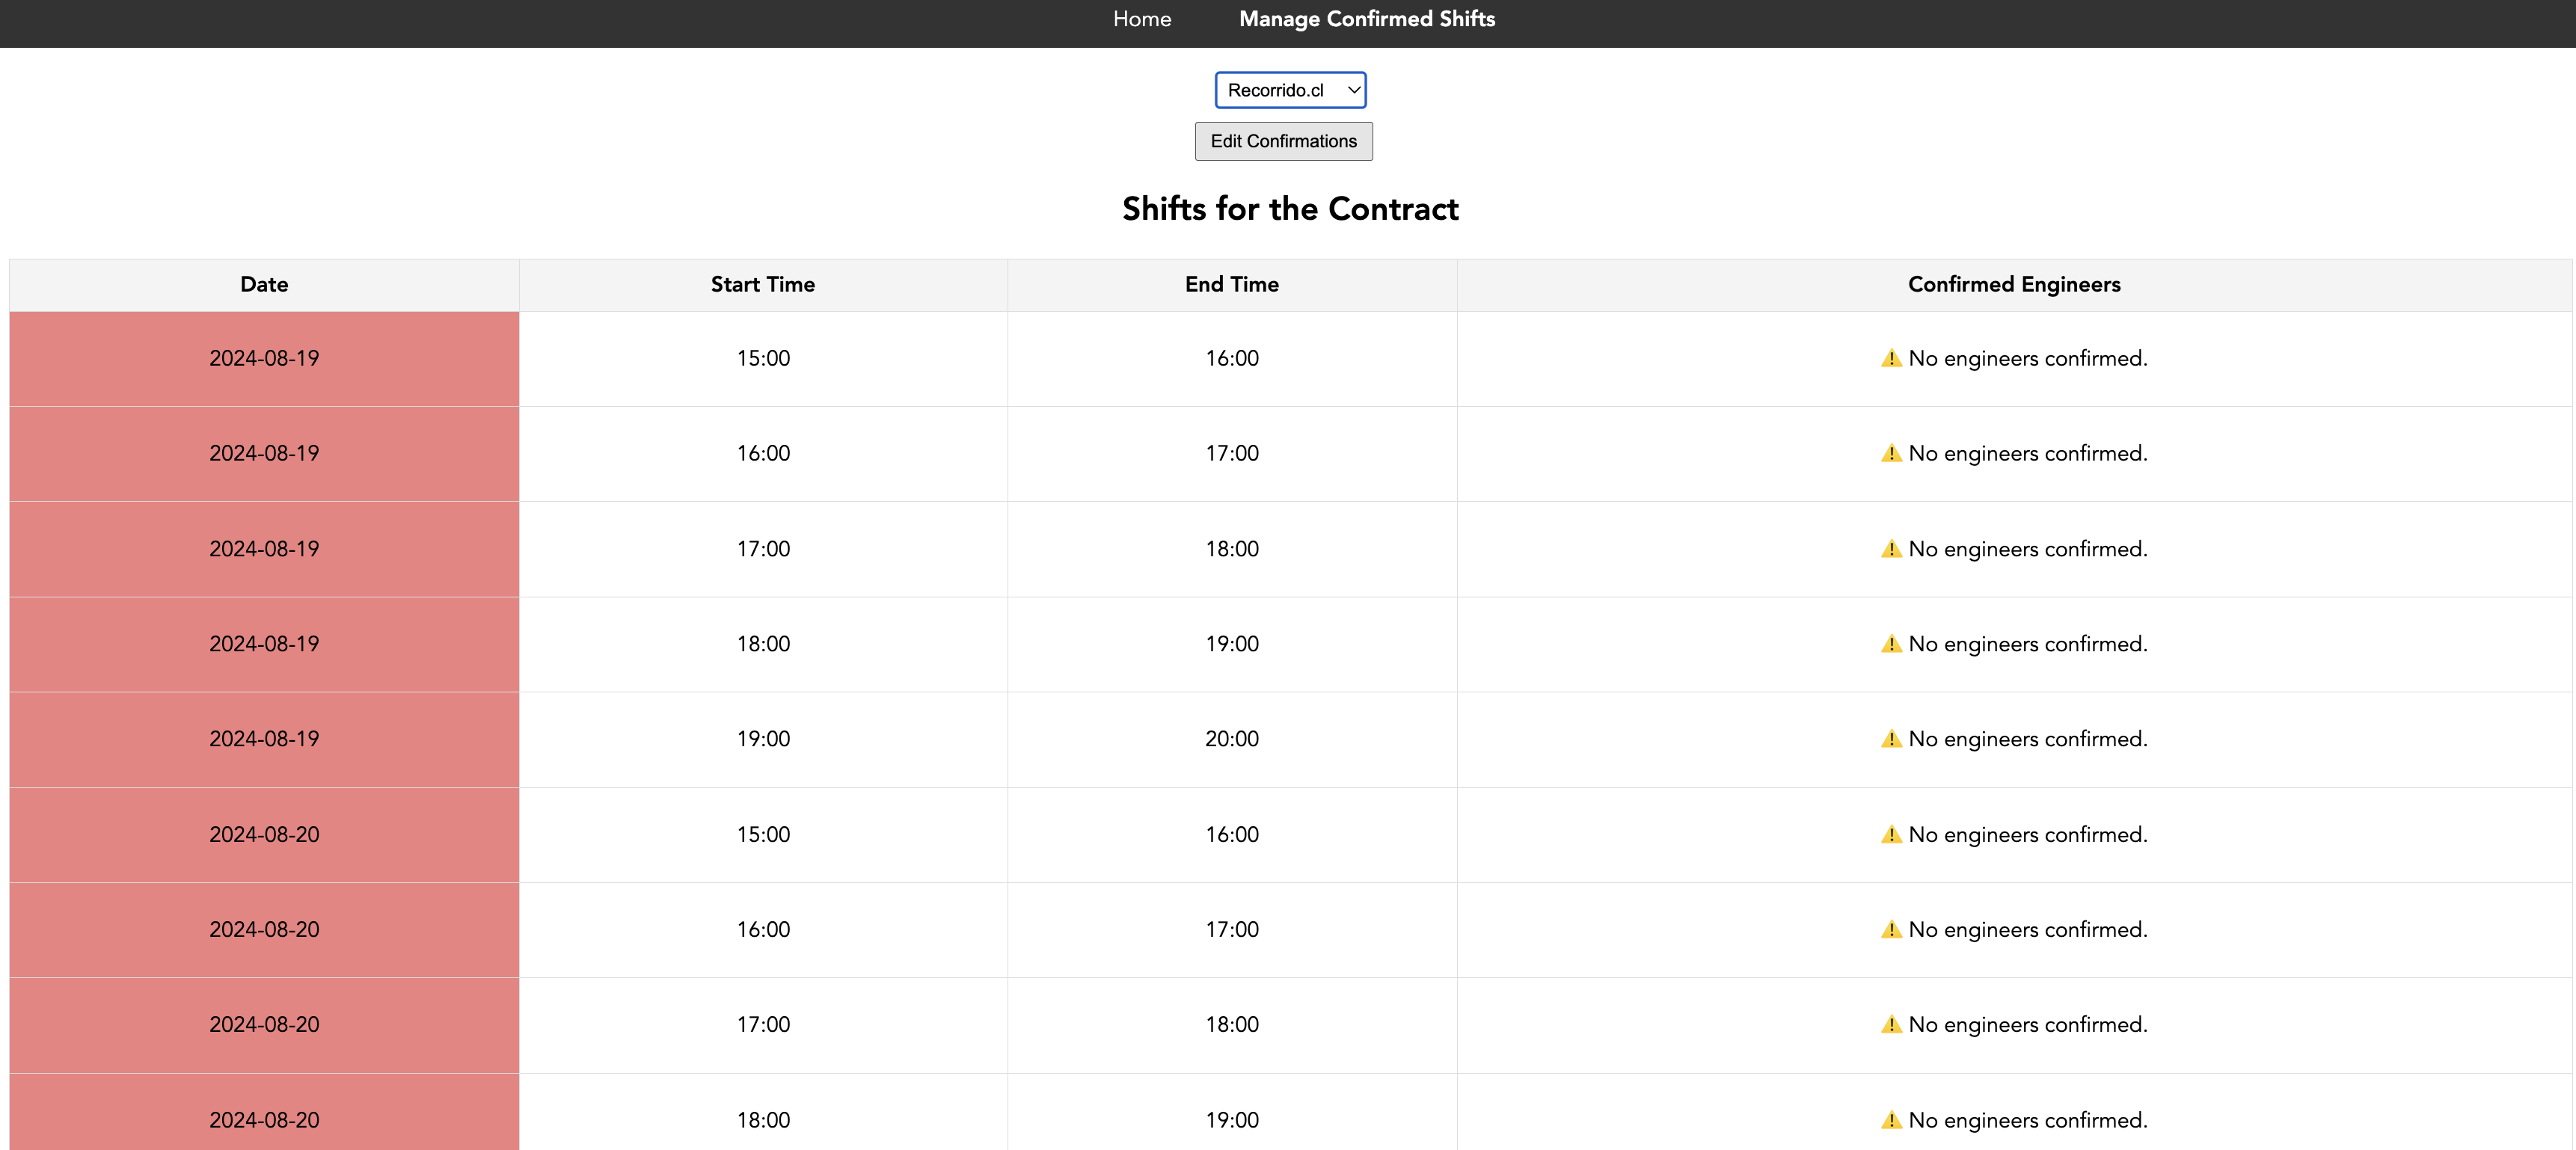 Home Manage Confirmed Shifts
Recorrido.cl
Edit Confirmations
Shifts for the Contract
Date Start Time End Time Confirmed Engineers
2024-08-19 15:00 16:00 ⚠️ No engineers confirmed.
2024-08-19 16:00 17:00 ⚠️ No engineers confirmed.
2024-08-19 17:00 18:00 ⚠️ No engineers confirmed.
2024-08-19 18:00 19:00 ⚠️ No engineers confirmed.
2024-08-19 19:00 20:00 ⚠️ No engineers confirmed.
2024-08-20 15:00 16:00 ⚠️ No engineers confirmed.
2024-08-20 16:00 17:00 ⚠️ No engineers confirmed.
2024-08-20 17:00 18:00 ⚠️ No engineers confirmed.
2024-08-20 18:00 19:00 ⚠️ No engineers confirmed.